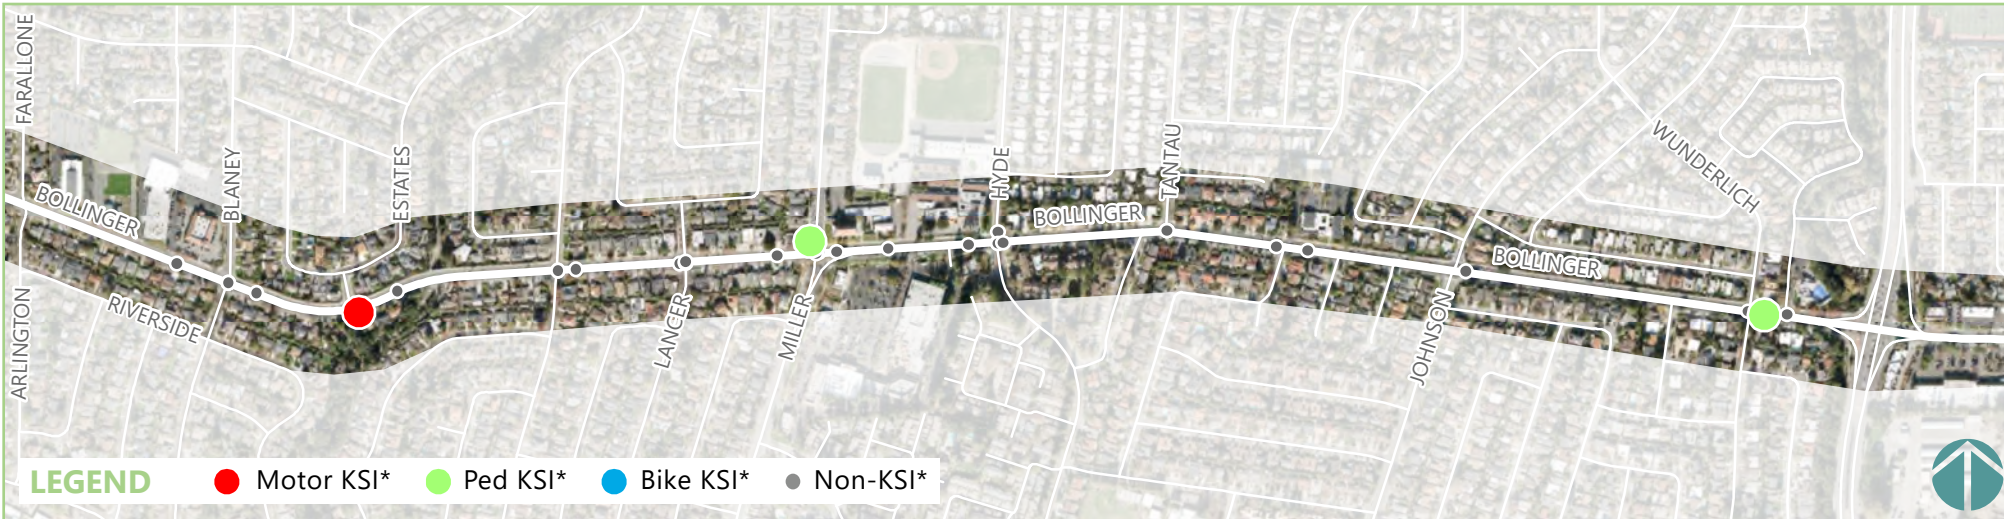 FARALLONE
BOLLINGER
BLANEY
ESTATES
HYDE
BOLLINGER
TANTAU
WUNDERLICH
BOLLINGER
ARLINGTON
RIVERSIDE
LANCER
MILLER
JOHNSON
LEGEND
Motor KSI*
Ped KSI*
Bike KSI*
Non-KSI*